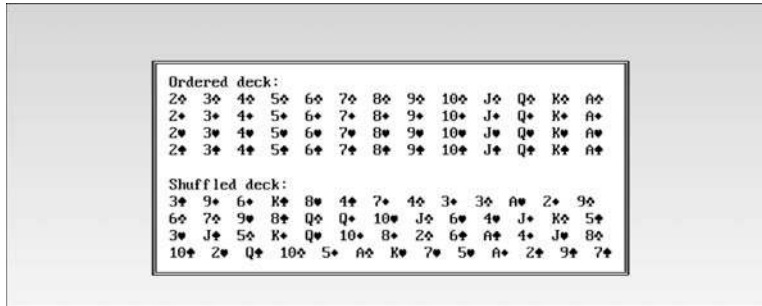 Ordered deck:
2♣ 3♣ 4♣ 5♣ 6♣ 7♣ 8♣ 9♣ 10♣ J♣ Q♣ K♣ A♣
2♦ 3♦ 4♦ 5♦ 6♦ 7♦ 8♦ 9♦ 10♦ J♦ Q♦ K♦ A♦
2♥ 3♥ 4♥ 5♥ 6♥ 7♥ 8♥ 9♥ 10♥ J♥ Q♥ K♥ A♥
2♠ 3♠ 4♠ 5♠ 6♠ 7♠ 8♠ 9♠ 10♠ J♠ Q♠ K♠ A♠
Shuffled deck:
3♠ 9♦ 6♦ K♠ 8♥ 4♠ 7♦ 4♣ 3♦ 3♣ A♥ 2♦ 9♣
6♣ 7♣ 9♥ 8♠ Q♣ Q♦ 10♥ J♣ 6♥ 4♥ J♦ K♣ 5♠
3♥ J♠ 5♣ K♦ Q♥ 10♦ 8♦ 2♣ 6♠ A♠ 4♦ J♥ 8♣
10♠ 2♥ Q♠ 10♣ 5♦ A♣ K♥ 7♥ 5♥ A♦ 2♠ 9♠ 7♠